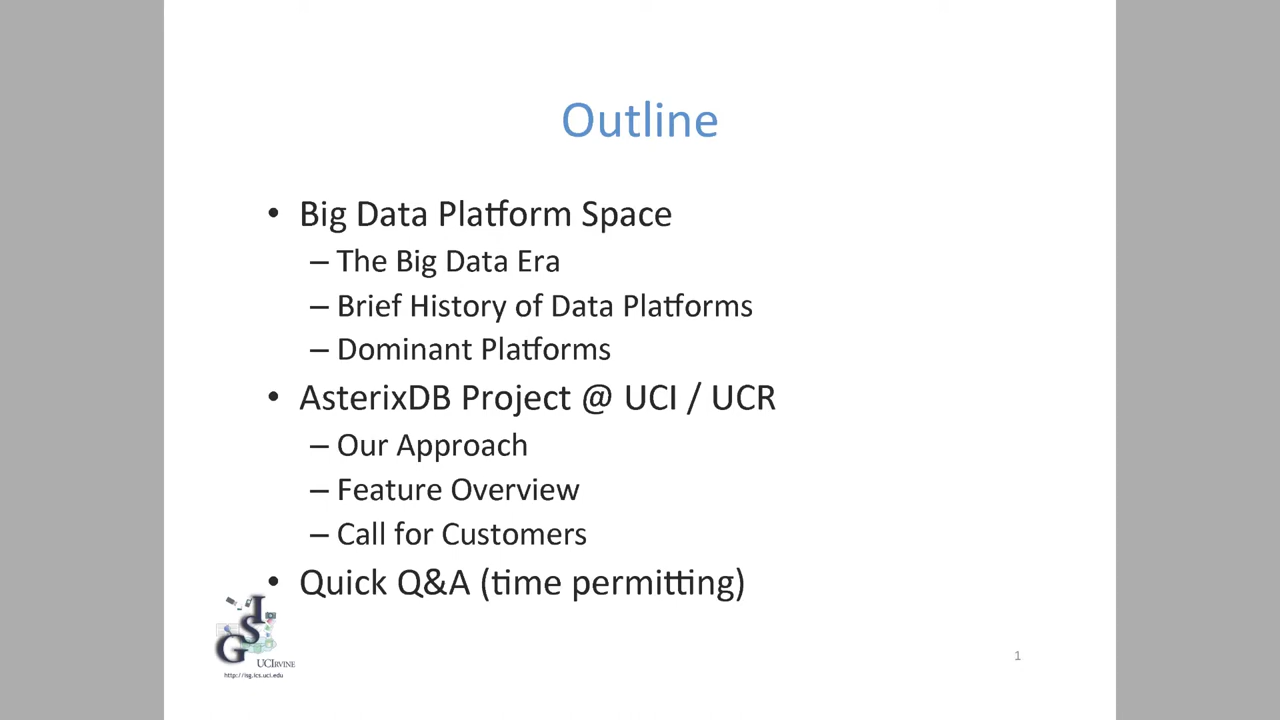 Outline
• Big Data Platform Space
– The Big Data Era
– Brief History of Data Platforms
– Dominant Platforms
• AsterixDB Project @ UCI / UCR
– Our Approach
– Feature Overview
– Call for Customers
• Quick Q&A (time permitting)
I
S
G
UCIRVINE
http://isg.ics.uci.edu
1